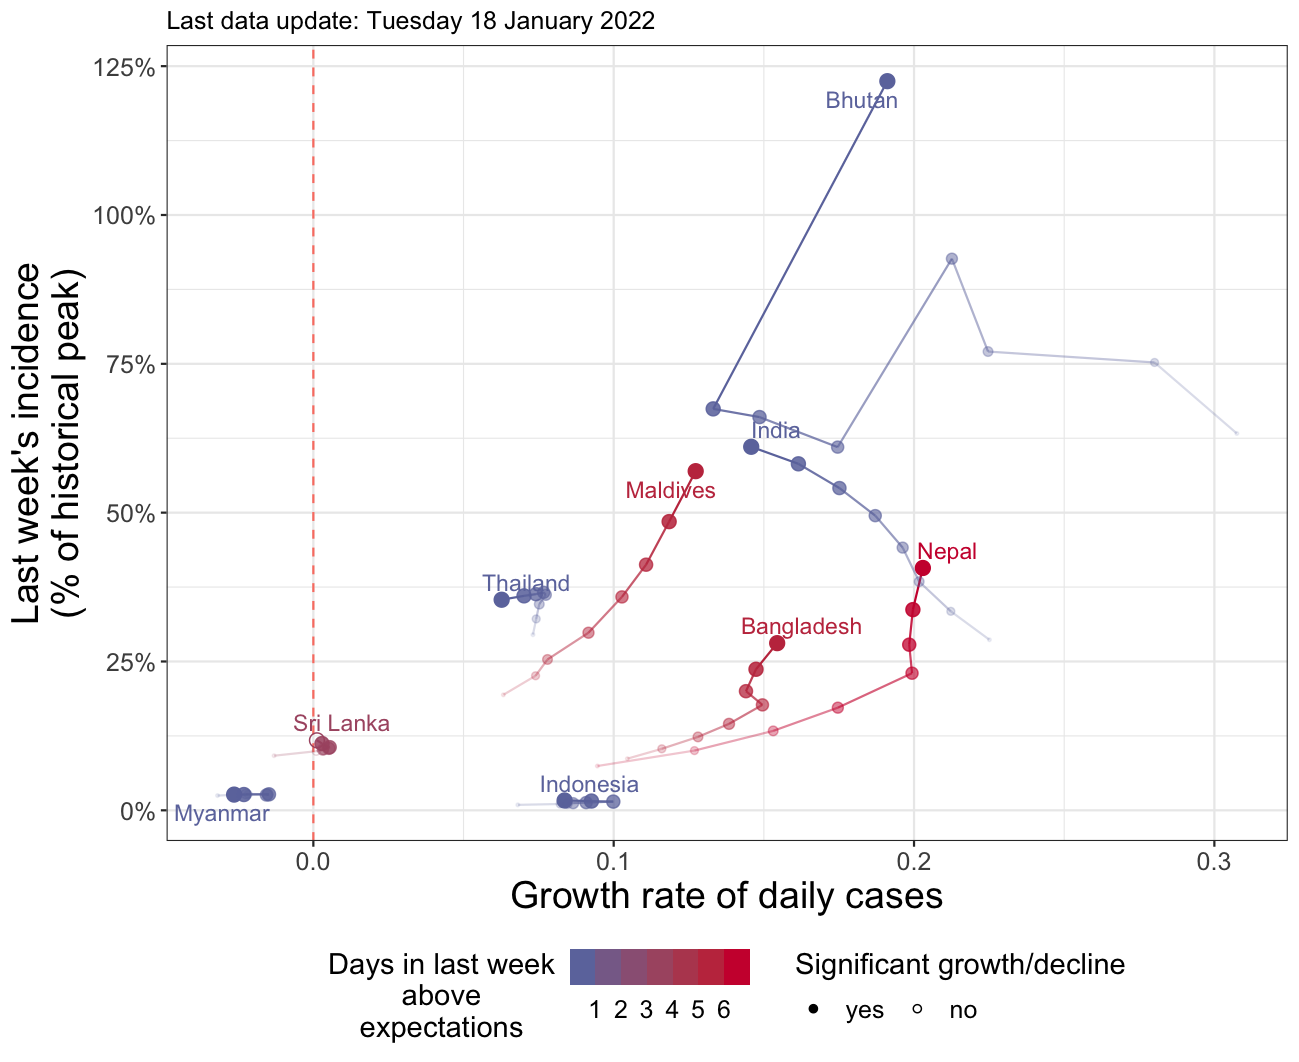 Last data update: Tuesday 18 January 2022
Last week's incidence
(% of historical peak)
125%
100%
75%
50%
25%
0%
Bhutan
India
Maldives
Nepal
Thailand
Bangladesh
Sri Lanka
Indonesia
Myanmar
0.0
0.1
0.2
0.3
Growth rate of daily cases
Days in last week
above
expectations
1 2 3 4 5 6
Significant growth/decline
yes
no